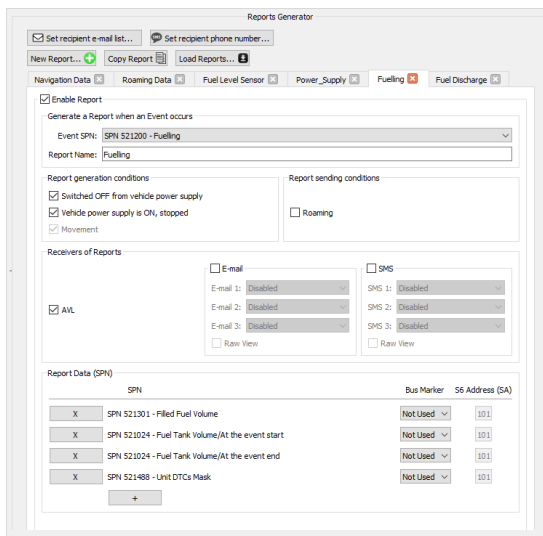 Reports Generator
Set recipient e-mail list... Set recipient phone number...
New Report... Copy Report Load Reports...
Navigation Data Roaming Data Fuel Level Sensor Power_Supply Fuelling Fuel Discharge
Enable Report
Generate a Report when an Event occurs
Event SPN: SPN 521200 - Fuelling
Report Name: Fuelling
Report generation conditions Report sending conditions
Switched OFF from vehicle power supply
Vehicle power supply is ON, stopped Roaming
Movement
Receivers of Reports
E-mail SMS
E-mail 1: Disabled SMS 1: Disabled
AVL E-mail 2: Disabled SMS 2: Disabled
E-mail 3: Disabled SMS 3: Disabled
Raw View Raw View
Report Data (SPN)
SPN Bus Marker S6 Address (SA)
X SPN 521301 - Filled Fuel Volume Not Used 101
X SPN 521024 - Fuel Tank Volume/At the event start Not Used 101
X SPN 521024 - Fuel Tank Volume/At the event end Not Used 101
X SPN 521488 - Unit DTCs Mask Not Used 101
+